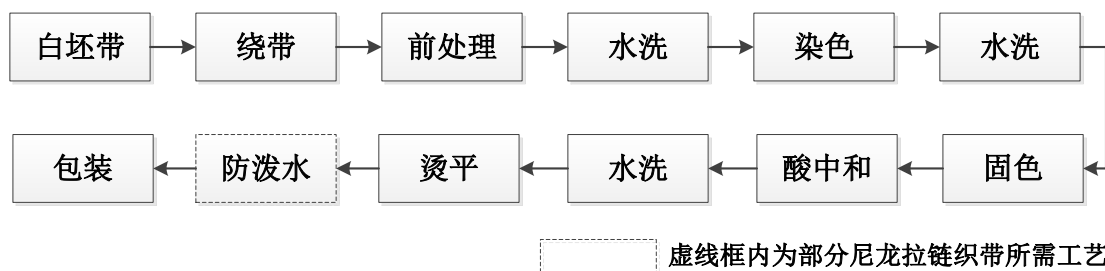 白坯带
绕带
前处理
水洗
染色
水洗
包装
防泼水
烫平
水洗
酸中和
固色
虚线框内为部分尼龙拉链织带所需工艺